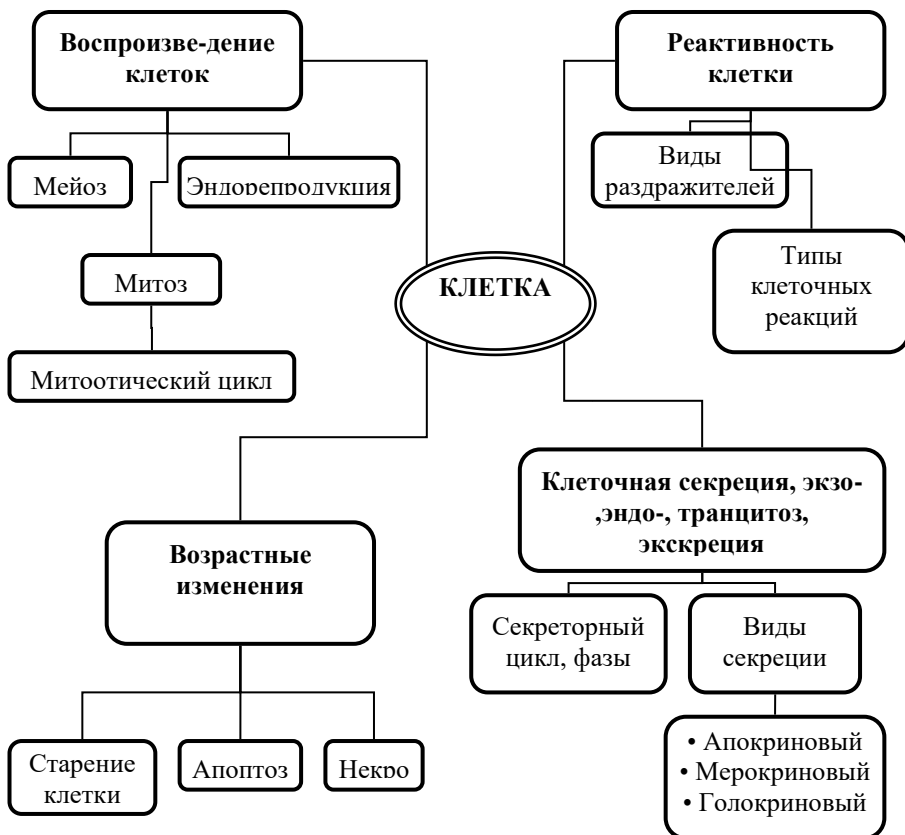 Воспроизве-дение
клеток
Реактивность
клетки
Мейоз
Эндорепродукция
Виды
раздражителей
Митоз
КЛЕТКА
Типы
клеточных
реакций
Митоотический цикл
Клеточная секреция, экзо-
,эндо-, транцитоз,
экскреция
Возрастные
изменения
Секреторный
цикл, фазы
Виды
секреции
Старение
клетки
Апоптоз
Некро
• Апокриновый
• Мерокриновый
• Голокриновый